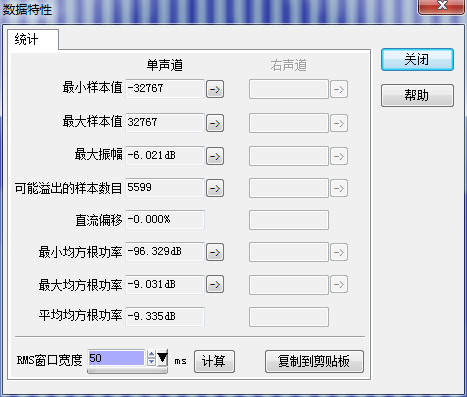 数据特性
统计
单声道 右声道
最小样本值 -32767
最大样本值 32767
最大振幅 -6.021dB
可能溢出的样本数目 5599
直流偏移 -0.000%
最小均方根功率 -96.329dB
最大均方根功率 -9.031dB
平均均方根功率 -9.335dB
RMS窗口宽度 50 ms 计算 复制到剪贴板
关闭
帮助